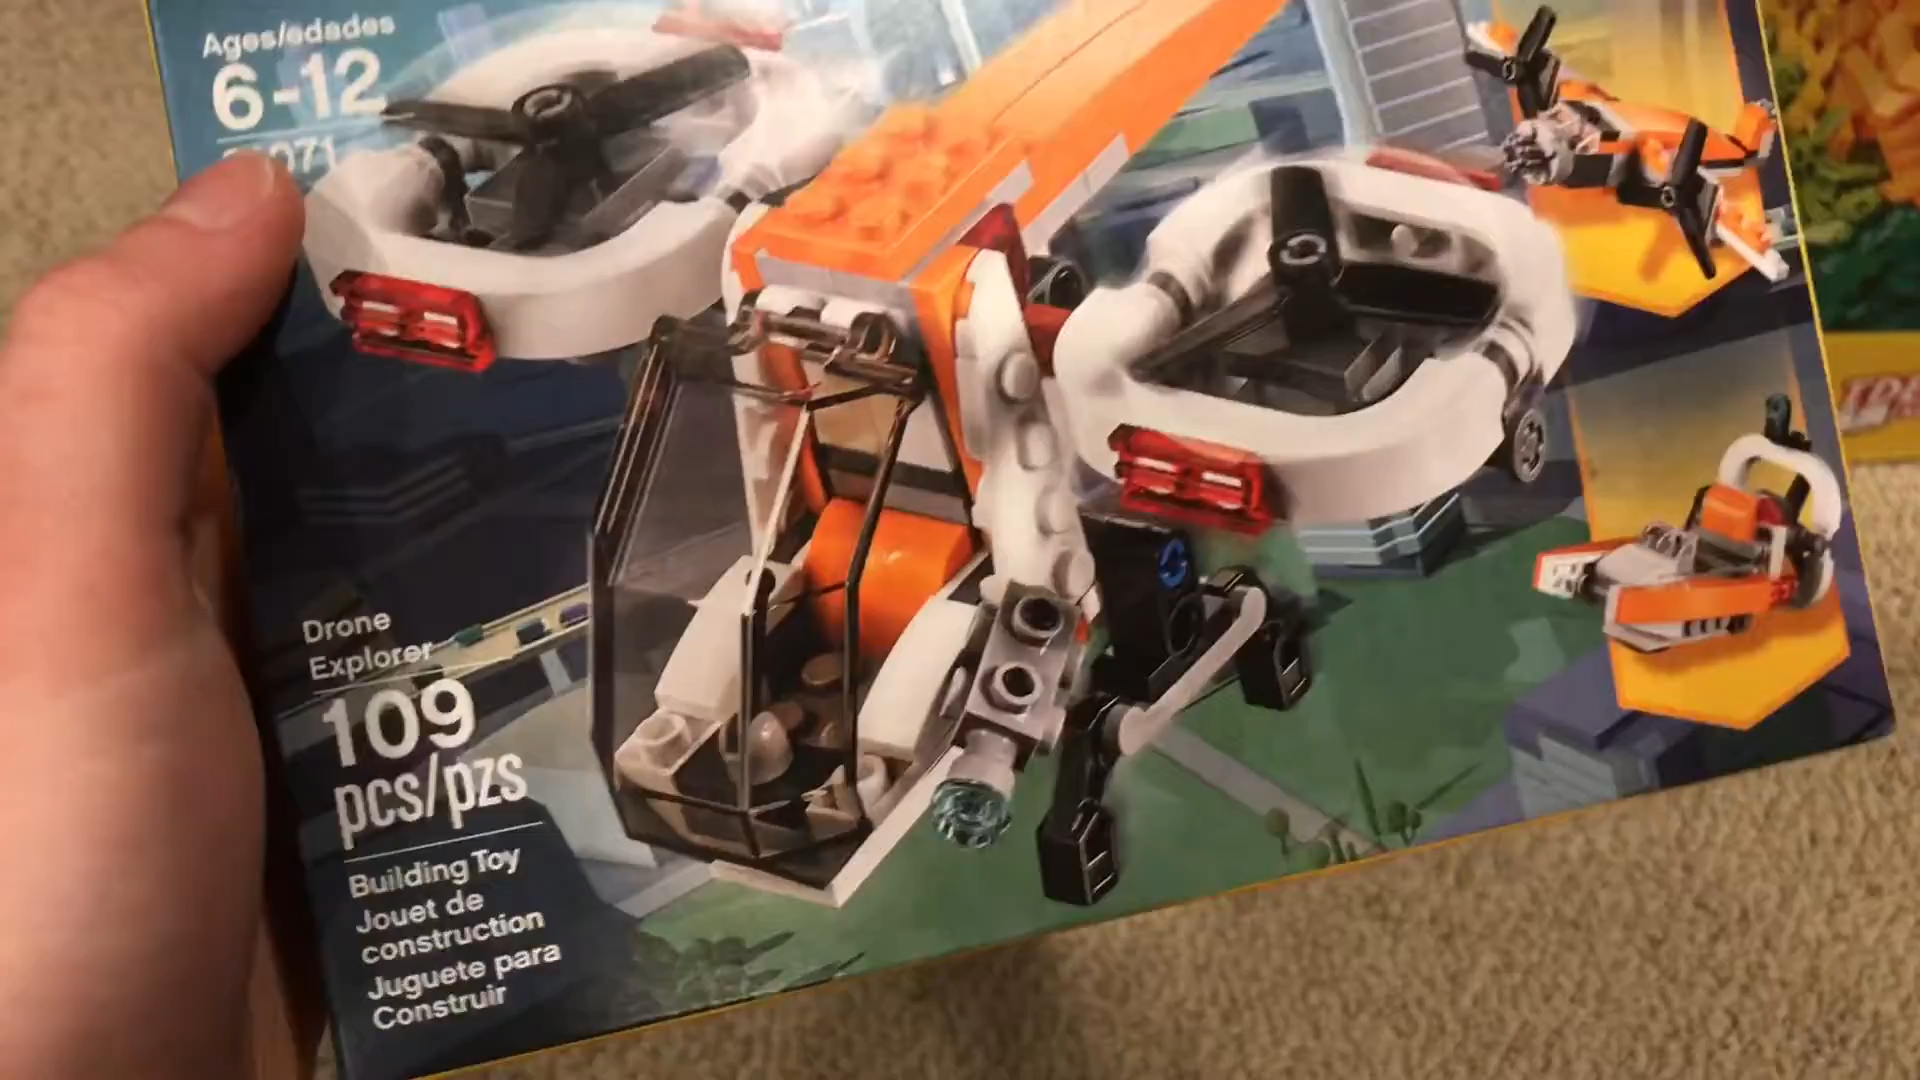 Ages/edades
6-12
Drone
Explorer
109
pcs/pzs
Building Toy
Jouet de
construction
Juguete para
Construir